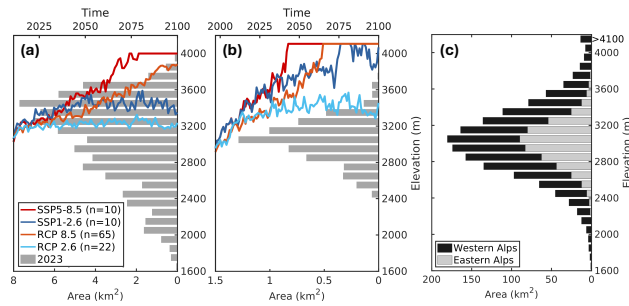 Time
Time
2025 2050 2075 2100
2000 2025 2050 2075 2100
(a)
(b)
(c)
4000
3600
3200
2800
2400
2000
1600
4000
3600
3200
2800
2400
2000
1600
>4100
4000
3600
3200
2800
2400
2000
1600
Elevation (m)
Elevation (m)
SSP5-8.5 (n=10)
SSP1-2.6 (n=10)
RCP 8.5 (n=65)
RCP 2.6 (n=22)
2023
Western Alps
Eastern Alps
8 6 4 2 0
1.5 1 0.5 0
200 150 100 50 0
Area (km²)
Area (km²)
Area (km²)